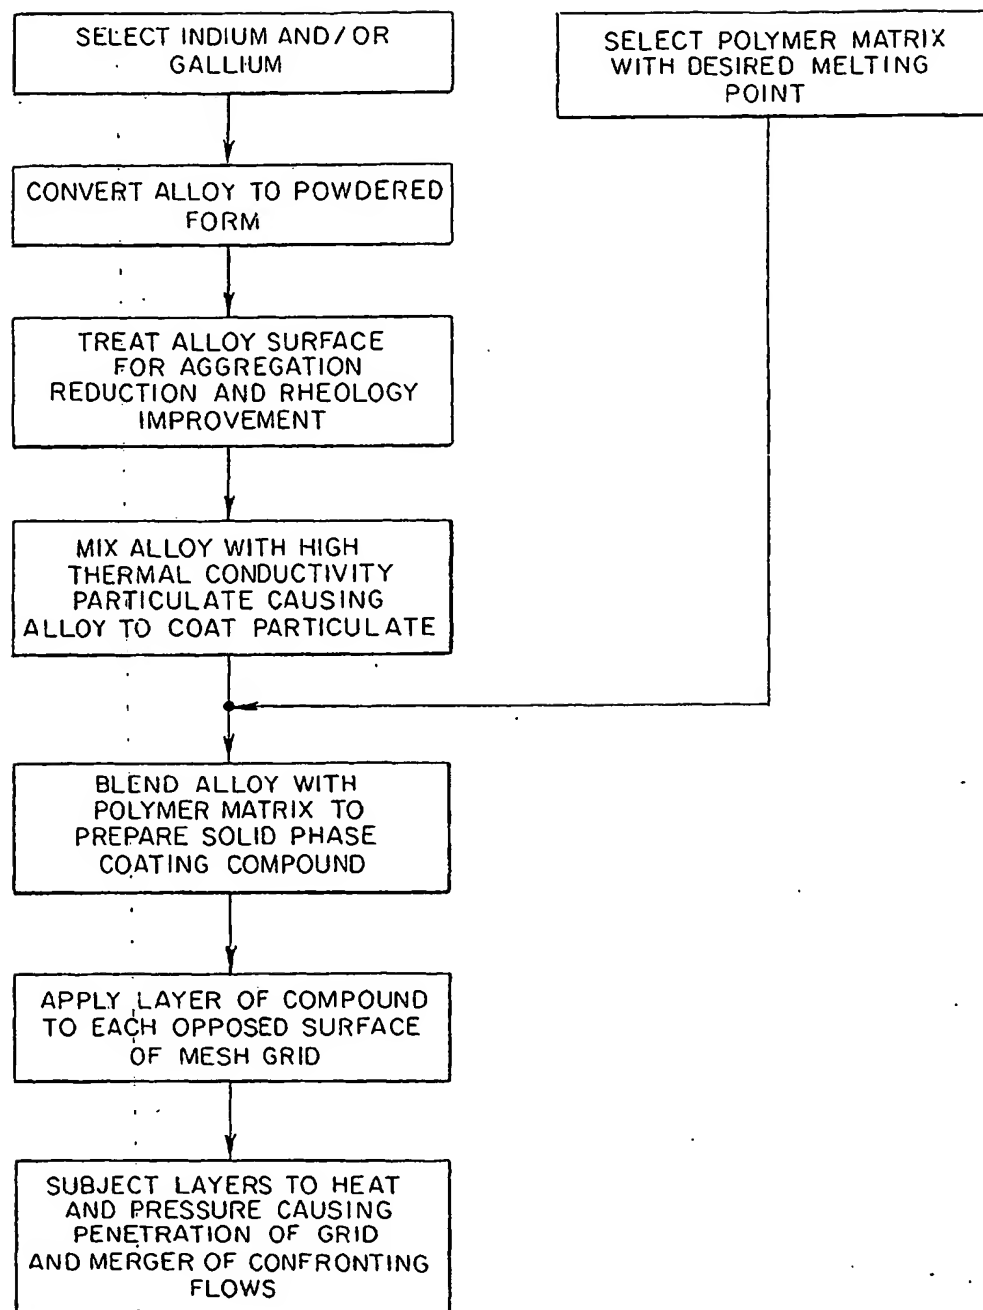 SELECT INDIUM AND/OR
GALLIUM
SELECT POLYMER MATRIX
WITH DESIRED MELTING
POINT
CONVERT ALLOY TO POWDERED
FORM
TREAT ALLOY SURFACE
FOR AGGREGATION
REDUCTION AND RHEOLOGY
IMPROVEMENT
MIX ALLOY WITH HIGH
THERMAL CONDUCTIVITY
PARTICULATE CAUSING
ALLOY TO COAT PARTICULATE
BLEND ALLOY WITH
POLYMER MATRIX TO
PREPARE SOLID PHASE
COATING COMPOUND
APPLY LAYER OF COMPOUND
TO EACH OPPOSED SURFACE
OF MESH GRID
SUBJECT LAYERS TO HEAT
AND PRESSURE CAUSING
PENETRATION OF GRID
AND MERGER OF CONFRONTING
FLOWS